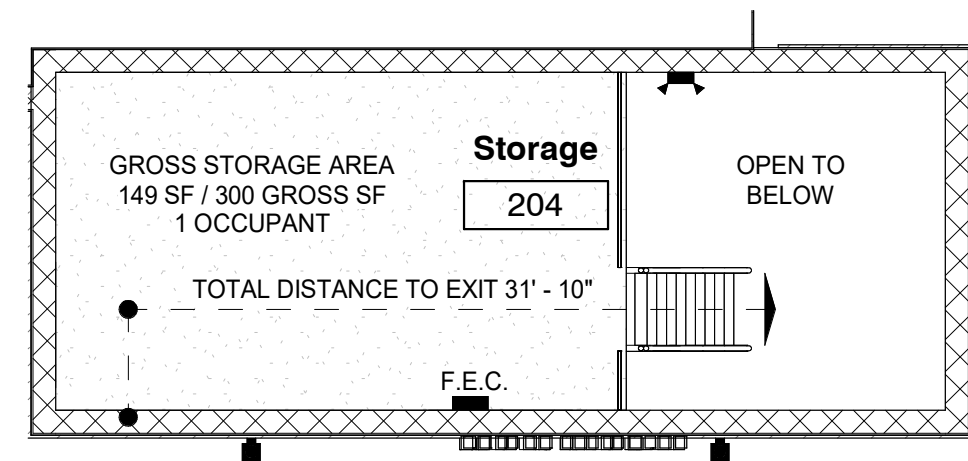 GROSS STORAGE AREA
149 SF / 300 GROSS SF
1 OCCUPANT
Storage
204
OPEN TO
BELOW
TOTAL DISTANCE TO EXIT 31' - 10"
F.E.C.